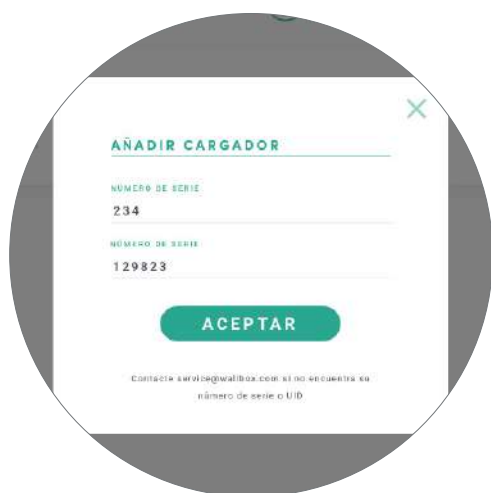 AÑADIR CARGADOR
NÚMERO DE SERIE
234
NÚMERO DE SERIE
129823
ACEPTAR
Contacte service@wallbox.com si no encuentra su
número de serie o UID